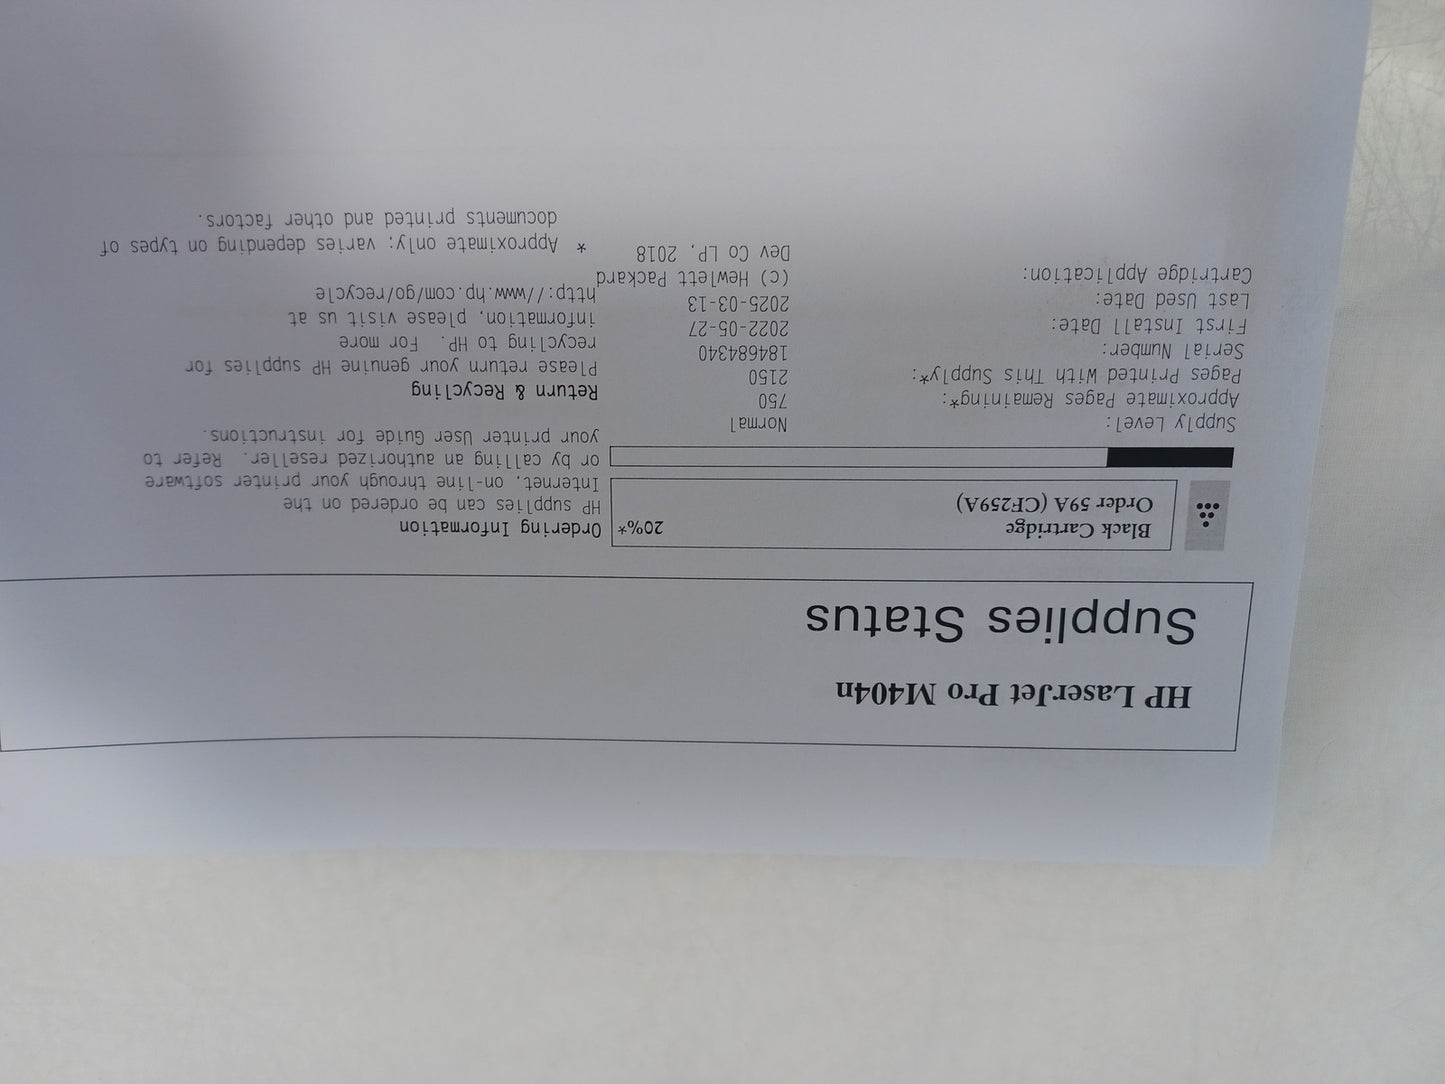 HP LaserJet Pro M404n
Supplies Status
Black Cartridge
Order 59A (CF259A)
20%*
Supply Level: Normal
Approximate Pages Remaining*: 750
Pages Printed With This Supply*: 2150
Serial Number: 184684340
First Install Date: 2022-05-27
Last Used Date: 2025-03-13
Cartridge Application: (c) Hewlett Packard
Dev Co LP, 2018
Ordering Information
HP supplies can be ordered on the
Internet, on-line through your printer software
or by calling an authorized reseller. Refer to
your printer User Guide for instructions.
Return & Recycling
Please return your genuine HP supplies for
recycling to HP. For more
information, please visit us at
http://www.hp.com/go/recycle
* Approximate only; varies depending on types of
documents printed and other factors.